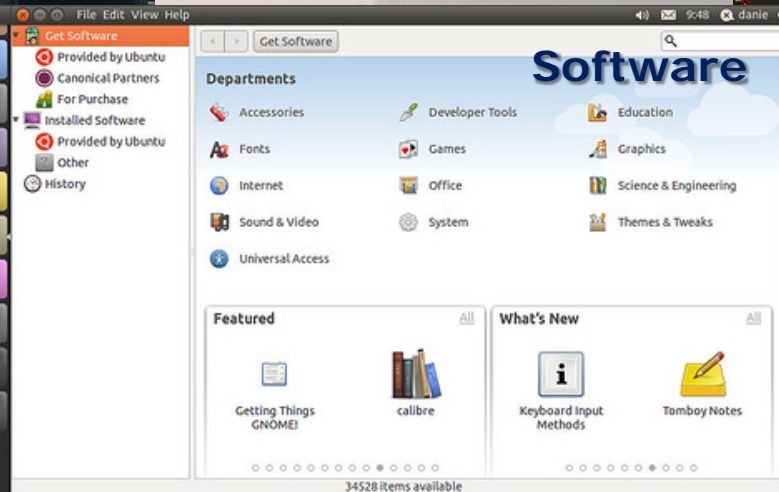 File Edit View Help
9:48 danie
Get Software
Provided by Ubuntu
Canonical Partners
For Purchase
Installed Software
Provided by Ubuntu
Other
History
Get Software
Software
Departments
Accessories
Developer Tools
Education
Fonts
Games
Graphics
Internet
Office
Science & Engineering
Sound & Video
System
Themes & Tweaks
Universal Access
Featured
All
What's New
All
Getting Things
GNOME!
calibre
Keyboard Input
Methods
Tomboy Notes
34528 items available